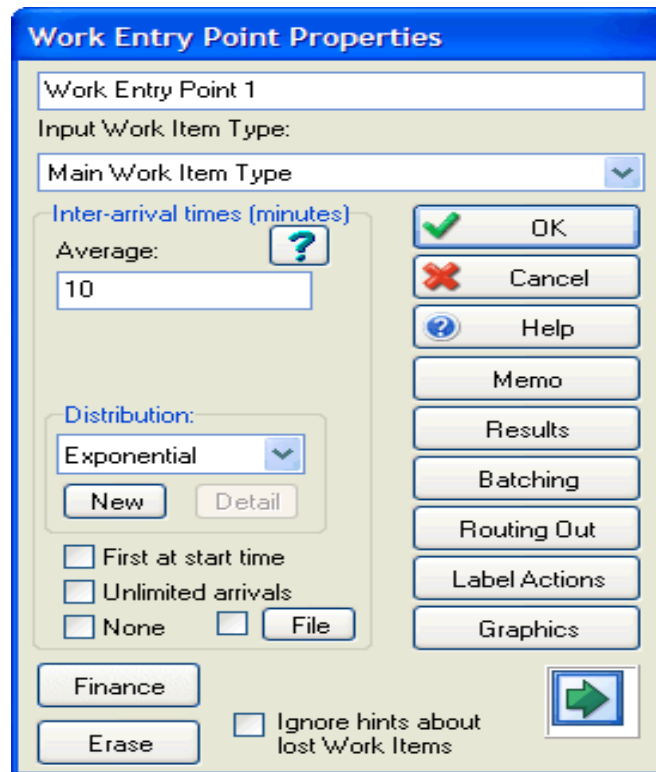 Work Entry Point Properties
Work Entry Point 1
Input Work Item Type:
Main Work Item Type
Inter-arrival times (minutes)
Average:
?
10
OK
Cancel
? Help
Memo
Distribution:
Results
Exponential
Batching
New
Detail
Routing Out
First at start time
Unlimited arrivals
Label Actions
None
File
Graphics
Finance
Erase
Ignore hints about
lost Work Items